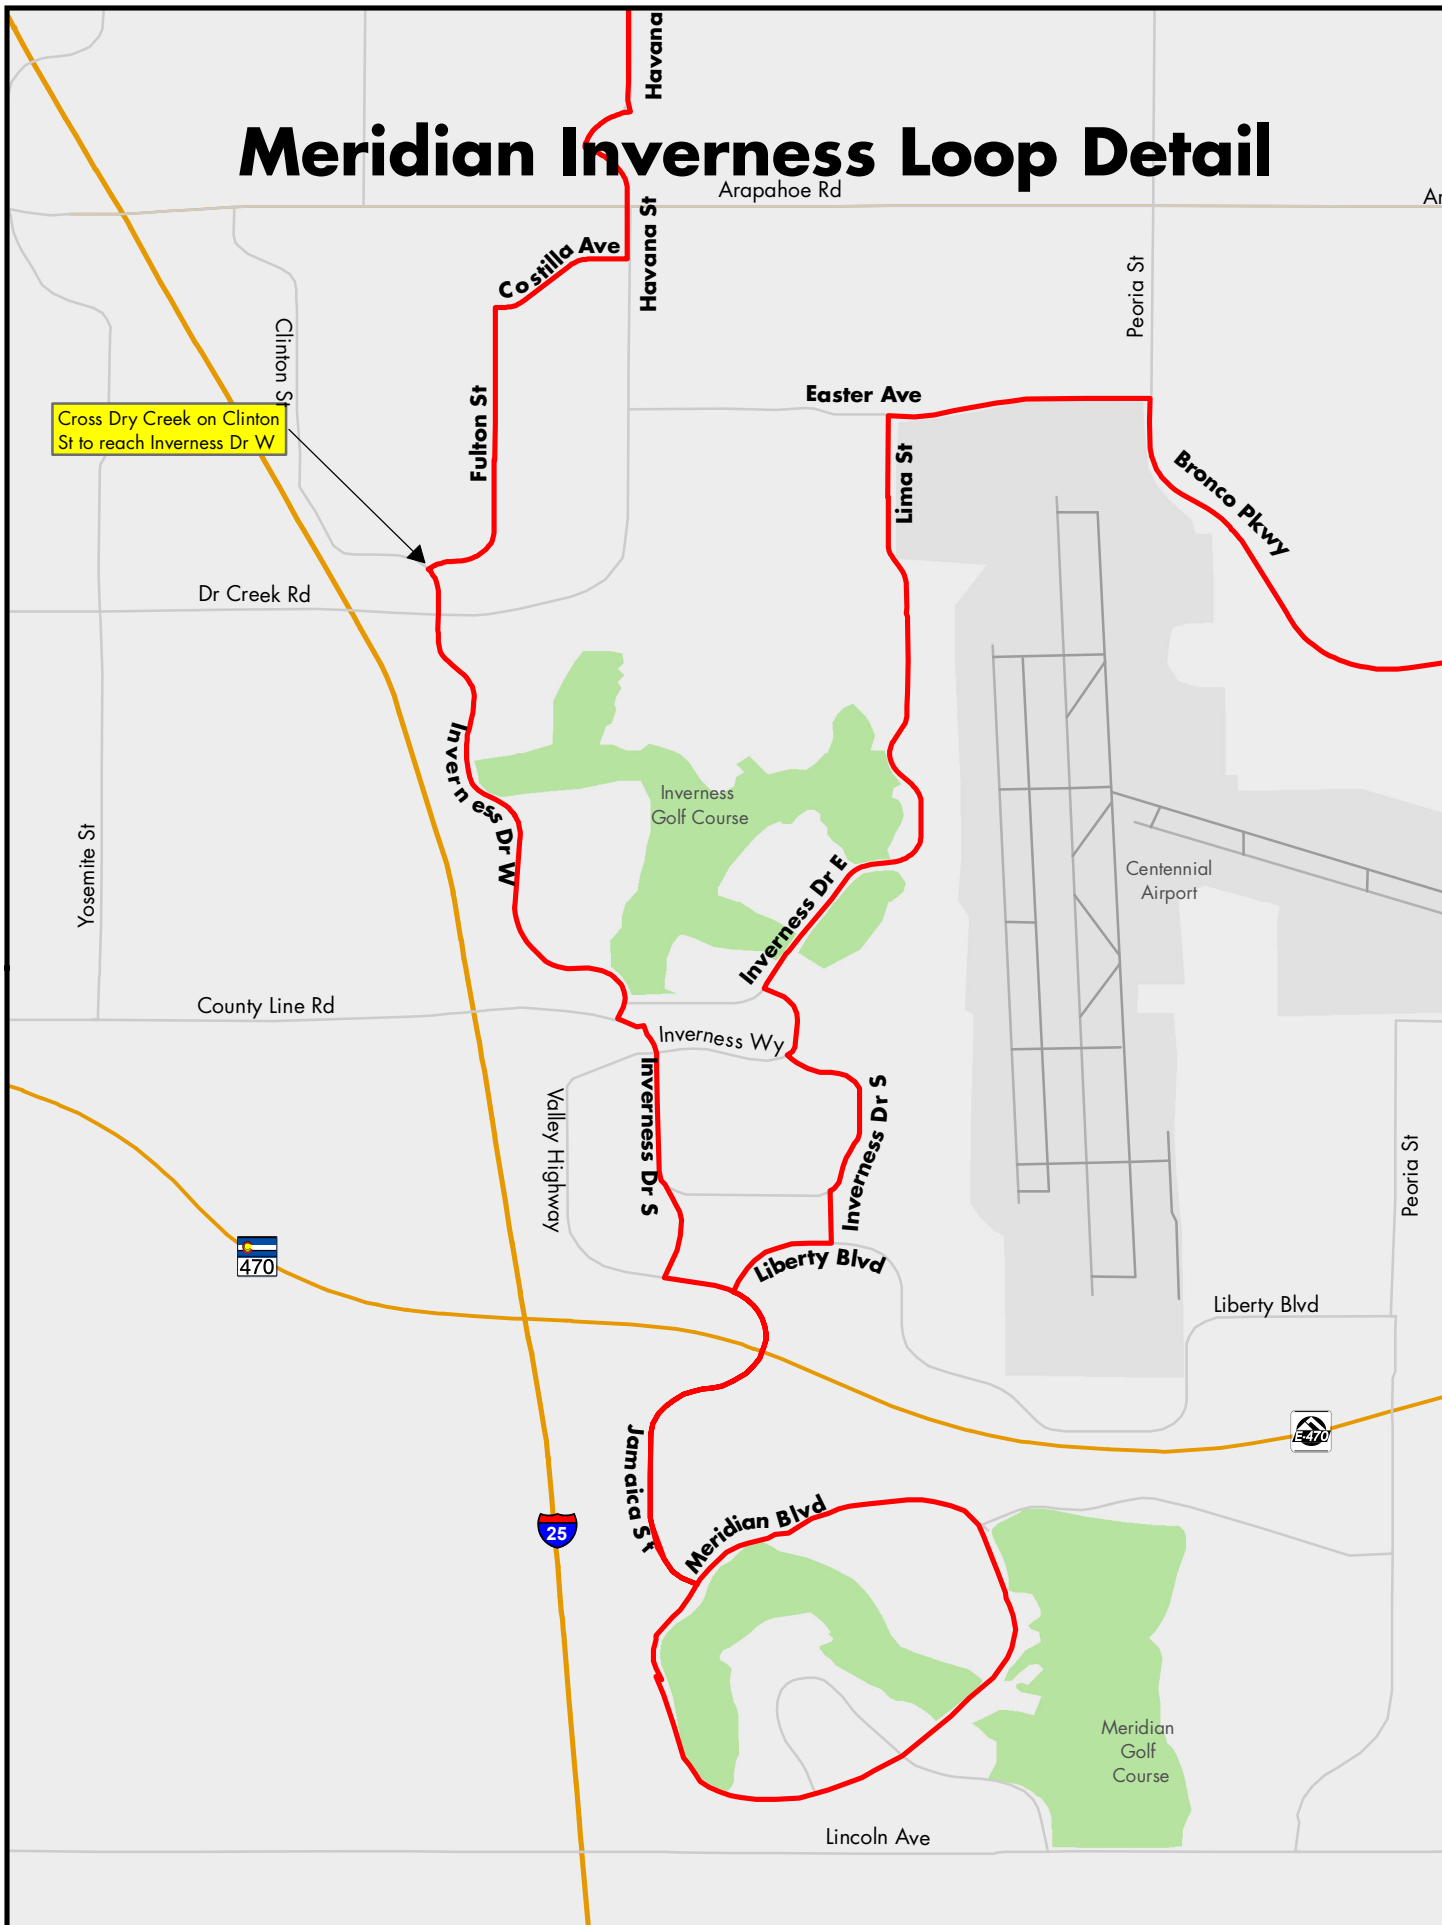 Havana
Meridian Inverness Loop Detail
Arapahoe Rd
Ar
Havana St
Costilla Ave
Peoria St
Clinton St
Easter Ave
Fulton St
Cross Dry Creek on Clinton
St to reach Inverness Dr W
Lima St
Bronco Pkwy
Dr Creek Rd
Inverness Dr W
Inverness
Golf Course
Yosemite St
Centennial
Airport
Inverness Dr E
County Line Rd
Inverness Wy
Inverness Dr S
Inverness Dr S
Valley Highway
Peoria St
470
Liberty Blvd
Liberty Blvd
E-470
Jamaica St
Meridian Blvd
25
Meridian
Golf
Course
Lincoln Ave